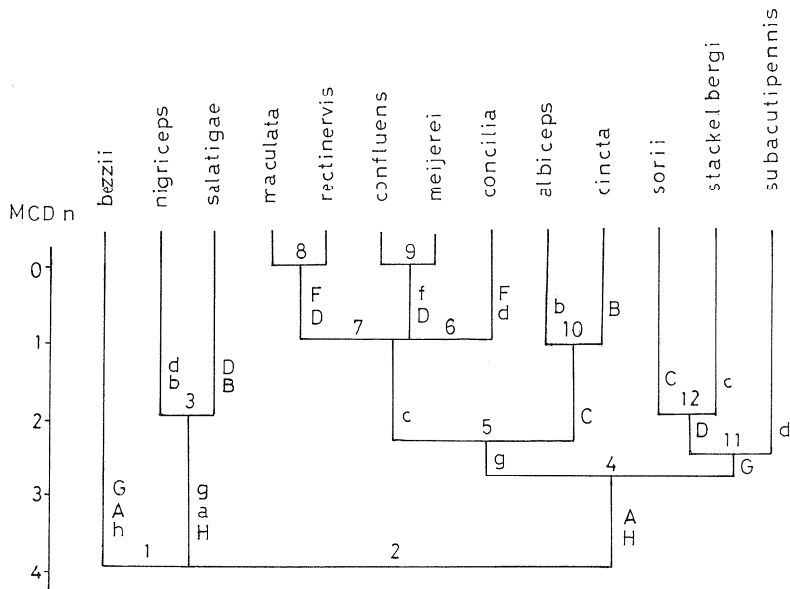 bezzii
nigriceps
salatigae
maculata
rectinervis
confluens
meijerei
concilia
albiceps
cincta
sorii
stackelbergi
subacutipennis
MCD n
0
8
9
F
D
f
D
F
d
b
B
7
6
10
1
d
b
D
B
3
C
c
12
2
c
5
C
D
11
d
g
4
G
3
G
A
h
g
a
H
A
H
1
2
4